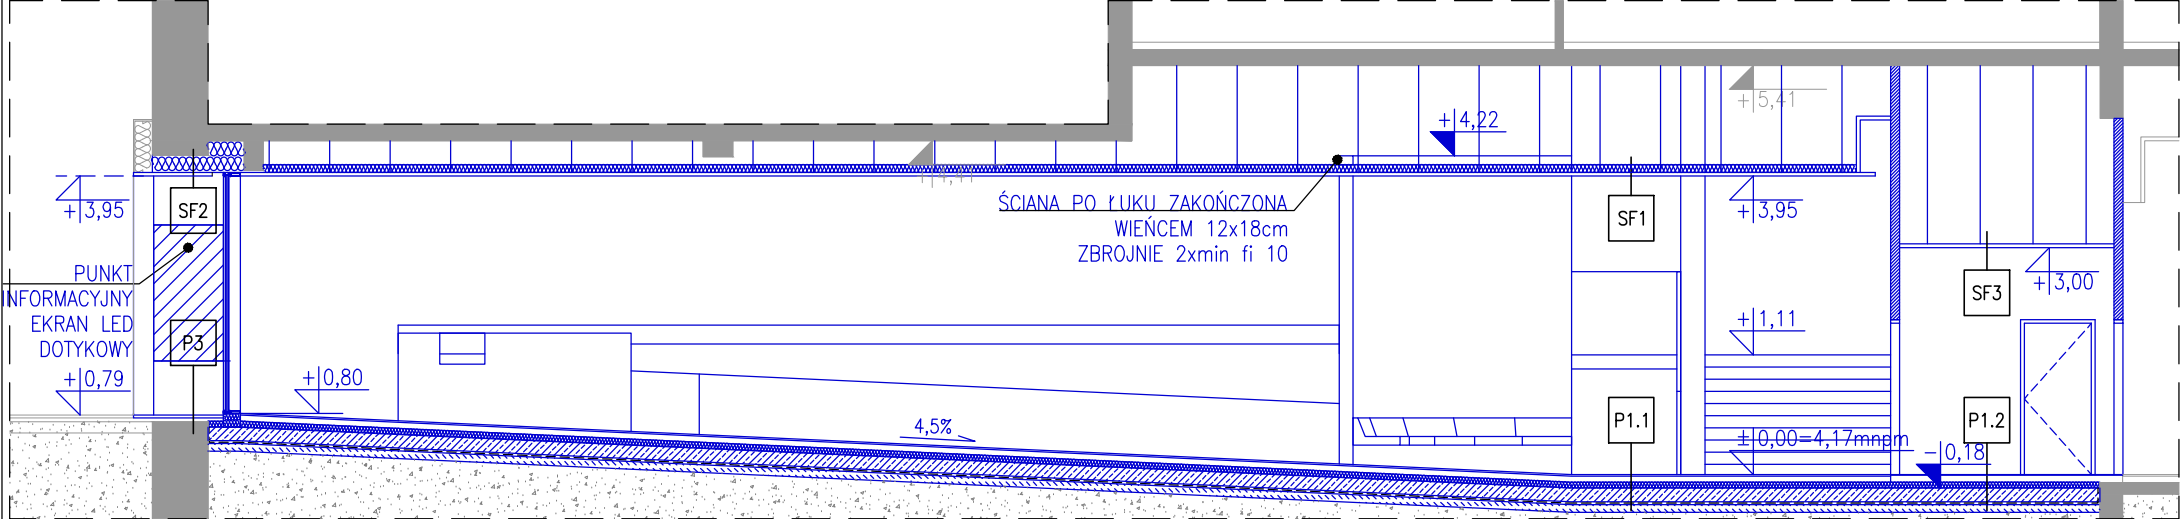 +5,41
+4,22
+4,41
+3,95
SF2
ŚCIANA PO ŁUKU ZAKOŃCZONA
WIEŃCEM 12x18cm
ZBROJNIE 2xmin fi 10
SF1
+3,95
PUNKT
INFORMACYJNY
EKRAN LED
DOTYKOWY
P3
SF3
+3,00
+1,11
+0,79
+0,80
4,5%
P1.1
P1.2
±0,00=4,17mnpm
-0,18